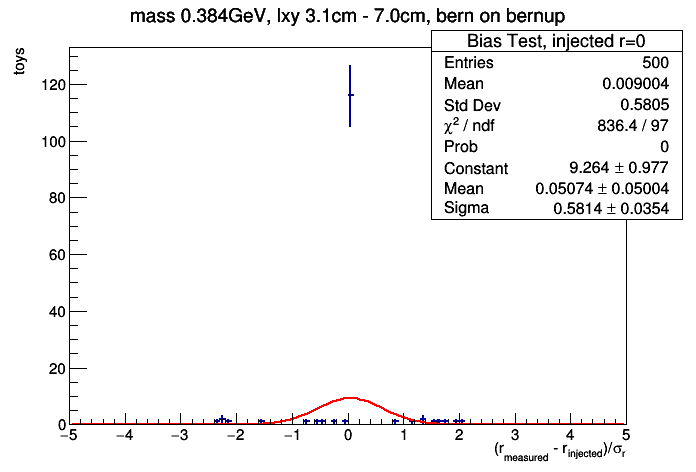 mass 0.384GeV, lxy 3.1cm - 7.0cm, bern on bernup
Bias Test, injected r=0
Entries 500
Mean 0.009004
Std Dev 0.5805
χ² / ndf 836.4 / 97
Prob 0
Constant 9.264 ± 0.977
Mean 0.05074 ± 0.05004
Sigma 0.5814 ± 0.0354
toys
120
100
80
60
40
20
0
−5 −4 −3 −2 −1 0 1 2 3 4 5
(r_measured - r_injected)/σ_r